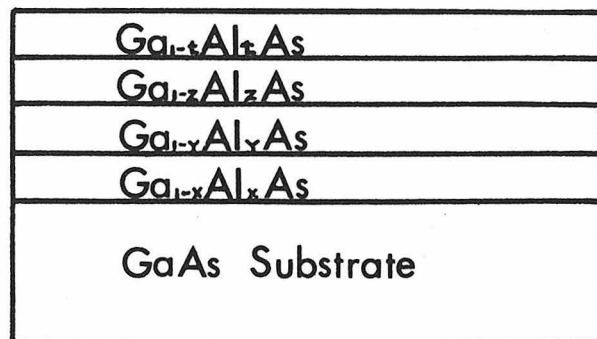 Ga₁₋ₜAlₜAs
Ga₁₋zAlzAs
Ga₁₋YAlYAs
Ga₁₋ₓAlₓAs
GaAs Substrate